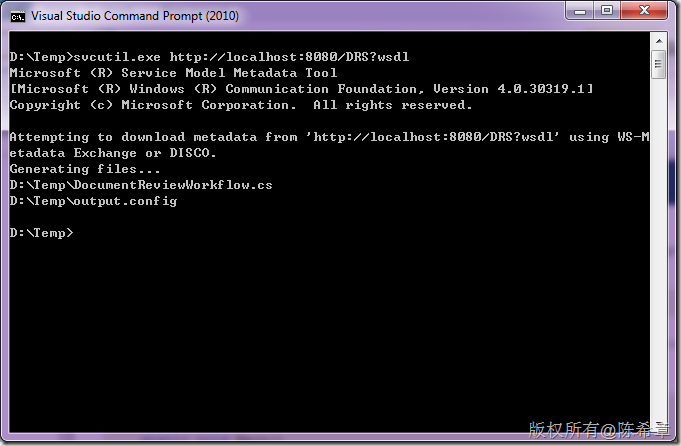 Visual Studio Command Prompt (2010)
D:\Temp>svcutil.exe http://localhost:8080/DRS?wsdl
Microsoft (R) Service Model Metadata Tool
[Microsoft (R) Windows (R) Communication Foundation, Version 4.0.30319.1]
Copyright (c) Microsoft Corporation.  All rights reserved.
Attempting to download metadata from 'http://localhost:8080/DRS?wsdl' using WS-M
etadata Exchange or DISCO.
Generating files...
D:\Temp\DocumentReviewWorkflow.cs
D:\Temp\output.config
D:\Temp>
版权所有@陈希章